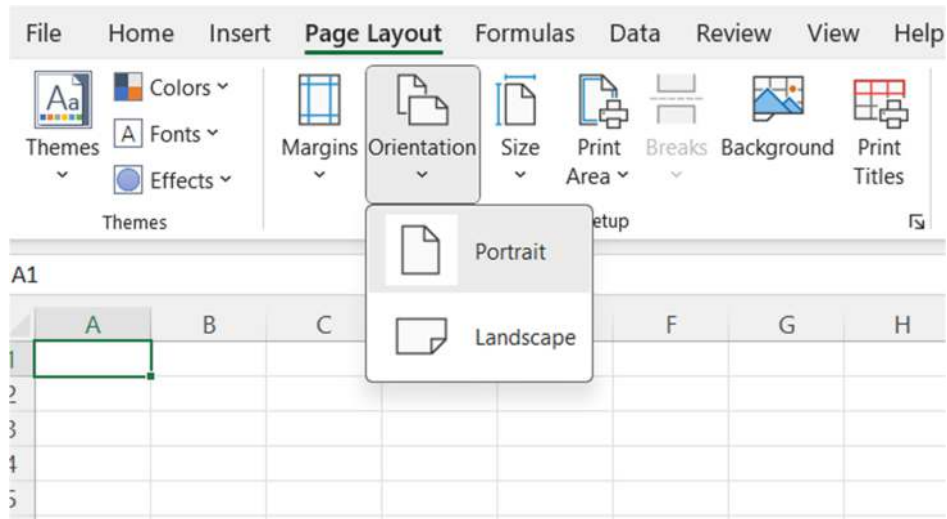 File Home Insert Page Layout Formulas Data Review View Help
Aa Colors
A Fonts
Themes Margins Orientation Size Print Area Breaks Background Print Titles
Effects
Themes etup
Portrait
A1
A B C F G H
Landscape
1
2
3
4
5